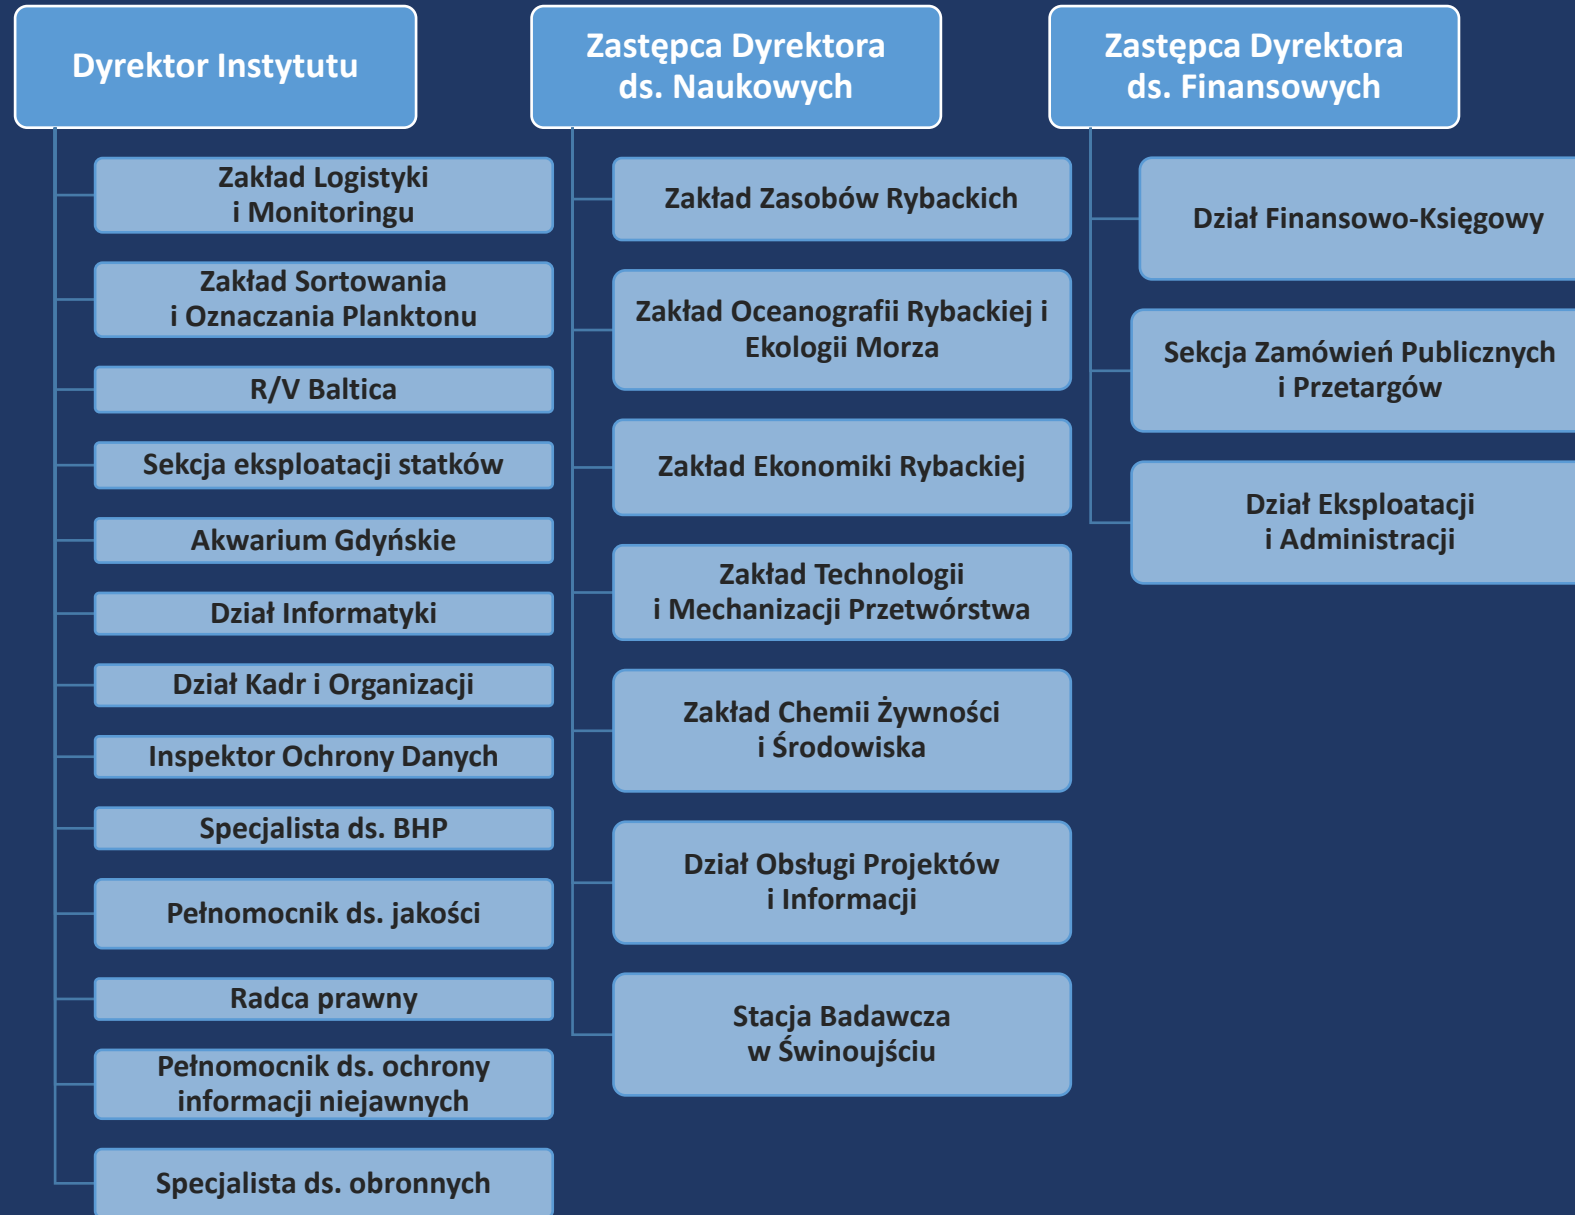 Dyrektor Instytutu
Zakład Logistyki
i Monitoringu
Zakład Sortowania
i Oznaczania Planktonu
R/V Baltica
Sekcja eksploatacji statków
Akwarium Gdyńskie
Dział Informatyki
Dział Kadr i Organizacji
Inspektor Ochrony Danych
Specjalista ds. BHP
Pełnomocnik ds. jakości
Radca prawny
Pełnomocnik ds. ochrony
informacji niejawnych
Specjalista ds. obronnych
Zastępca Dyrektora
ds. Naukowych
Zakład Zasobów Rybackich
Zakład Oceanografii Rybackiej i
Ekologii Morza
Zakład Ekonomiki Rybackiej
Zakład Technologii
i Mechanizacji Przetwórstwa
Zakład Chemii Żywności
i Środowiska
Dział Obsługi Projektów
i Informacji
Stacja Badawcza
w Świnoujściu
Zastępca Dyrektora
ds. Finansowych
Dział Finansowo-Księgowy
Sekcja Zamówień Publicznych
i Przetargów
Dział Eksploatacji
i Administracji